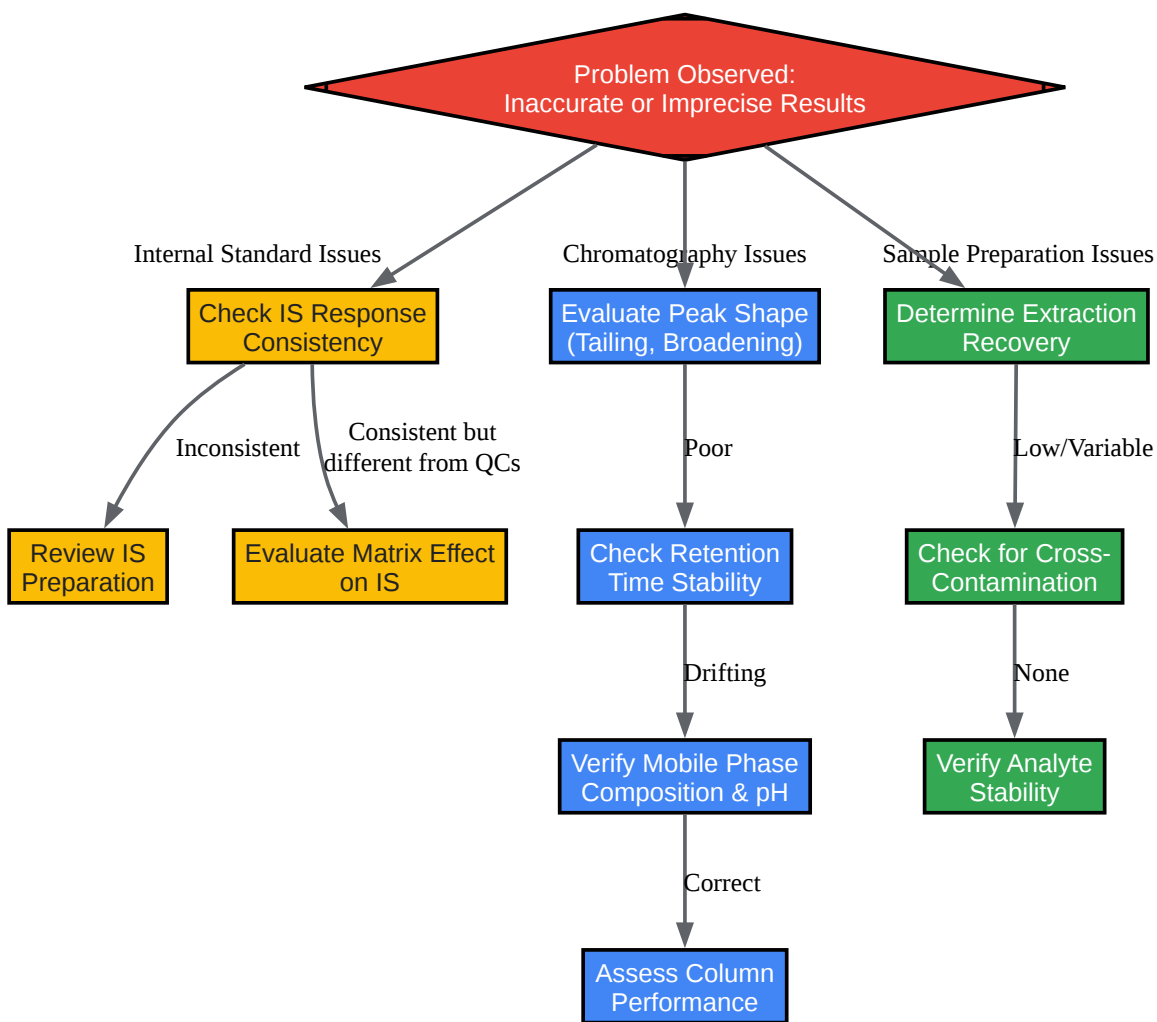 Problem Observed:
Inaccurate or Imprecise Results
Internal Standard Issues
Chromatography Issues
Sample Preparation Issues
Check IS Response
Consistency
Evaluate Peak Shape
(Tailing, Broadening)
Determine Extraction
Recovery
Inconsistent
Consistent but
different from QCs
Poor
Low/Variable
Review IS
Preparation
Evaluate Matrix Effect
on IS
Check Retention
Time Stability
Check for Cross-
Contamination
Drifting
None
Verify Mobile Phase
Composition & pH
Verify Analyte
Stability
Correct
Assess Column
Performance